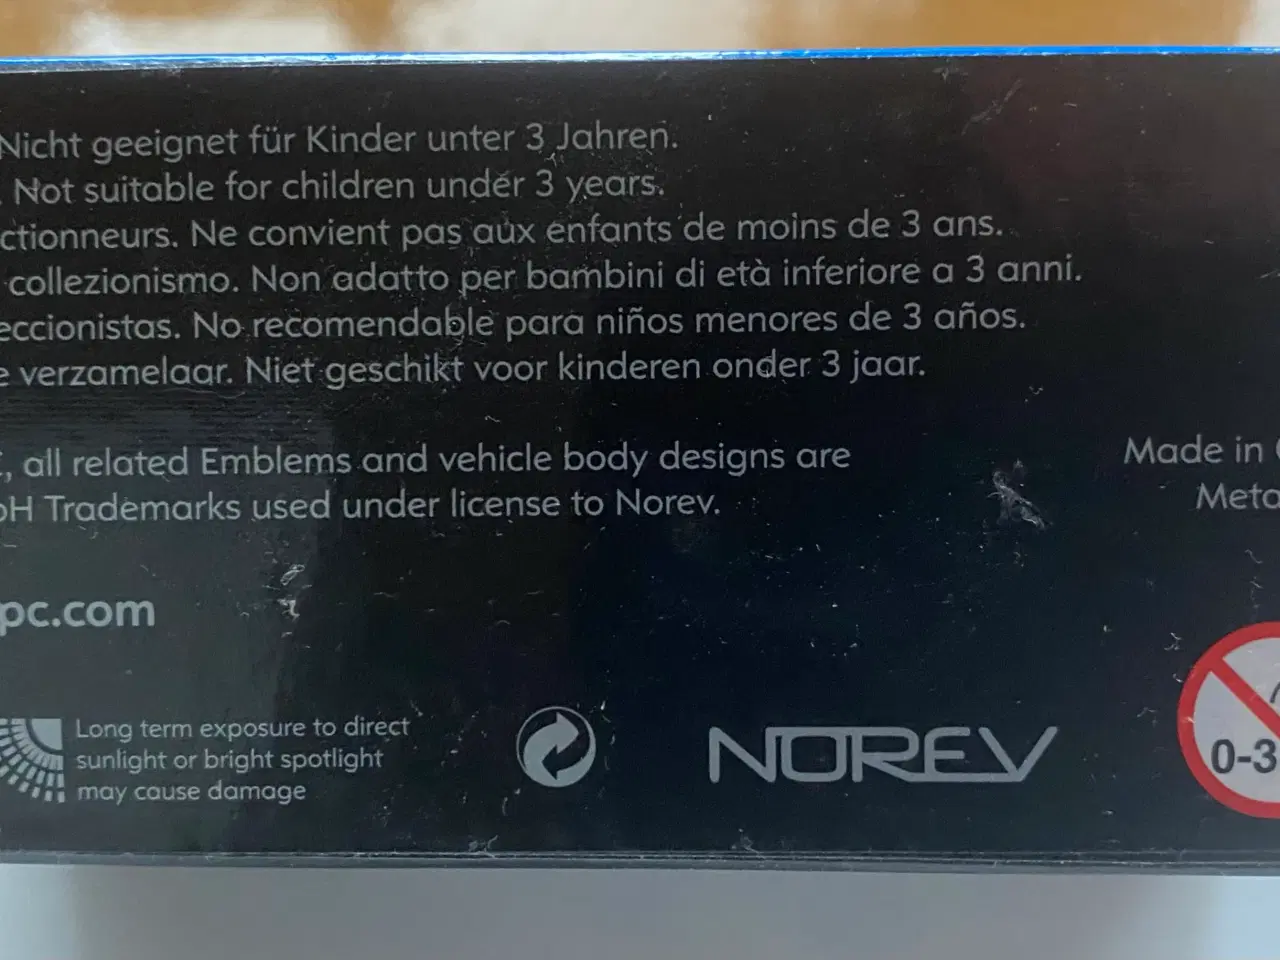 Nicht geeignet für Kinder unter 3 Jahren.
Not suitable for children under 3 years.
ctionneurs. Ne convient pas aux enfants de moins de 3 ans.
collezionismo. Non adatto per bambini di età inferiore a 3 anni.
eccionistas. No recomendable para niños menores de 3 años.
e verzamelaar. Niet geschikt voor kinderen onder 3 jaar.
, all related Emblems and vehicle body designs are
bH Trademarks used under license to Norev.
Made in
Meta
pc.com
Long term exposure to direct
sunlight or bright spotlight
may cause damage
NOREV
0-3